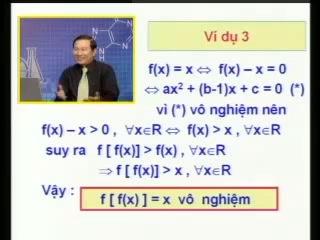 Ví dụ 3
f(x) = x ⇔ f(x) – x = 0
⇔ ax² + (b-1)x + c = 0 (*)
vì (*) vô nghiệm nên
f(x) – x > 0 , ∀x∈R ⇔ f(x) > x , ∀x∈R
suy ra f [ f(x)] > f(x) , ∀x∈R
⇒ f [ f(x)] > x , ∀x∈R
Vậy :
f [ f(x) ] = x vô nghiệm